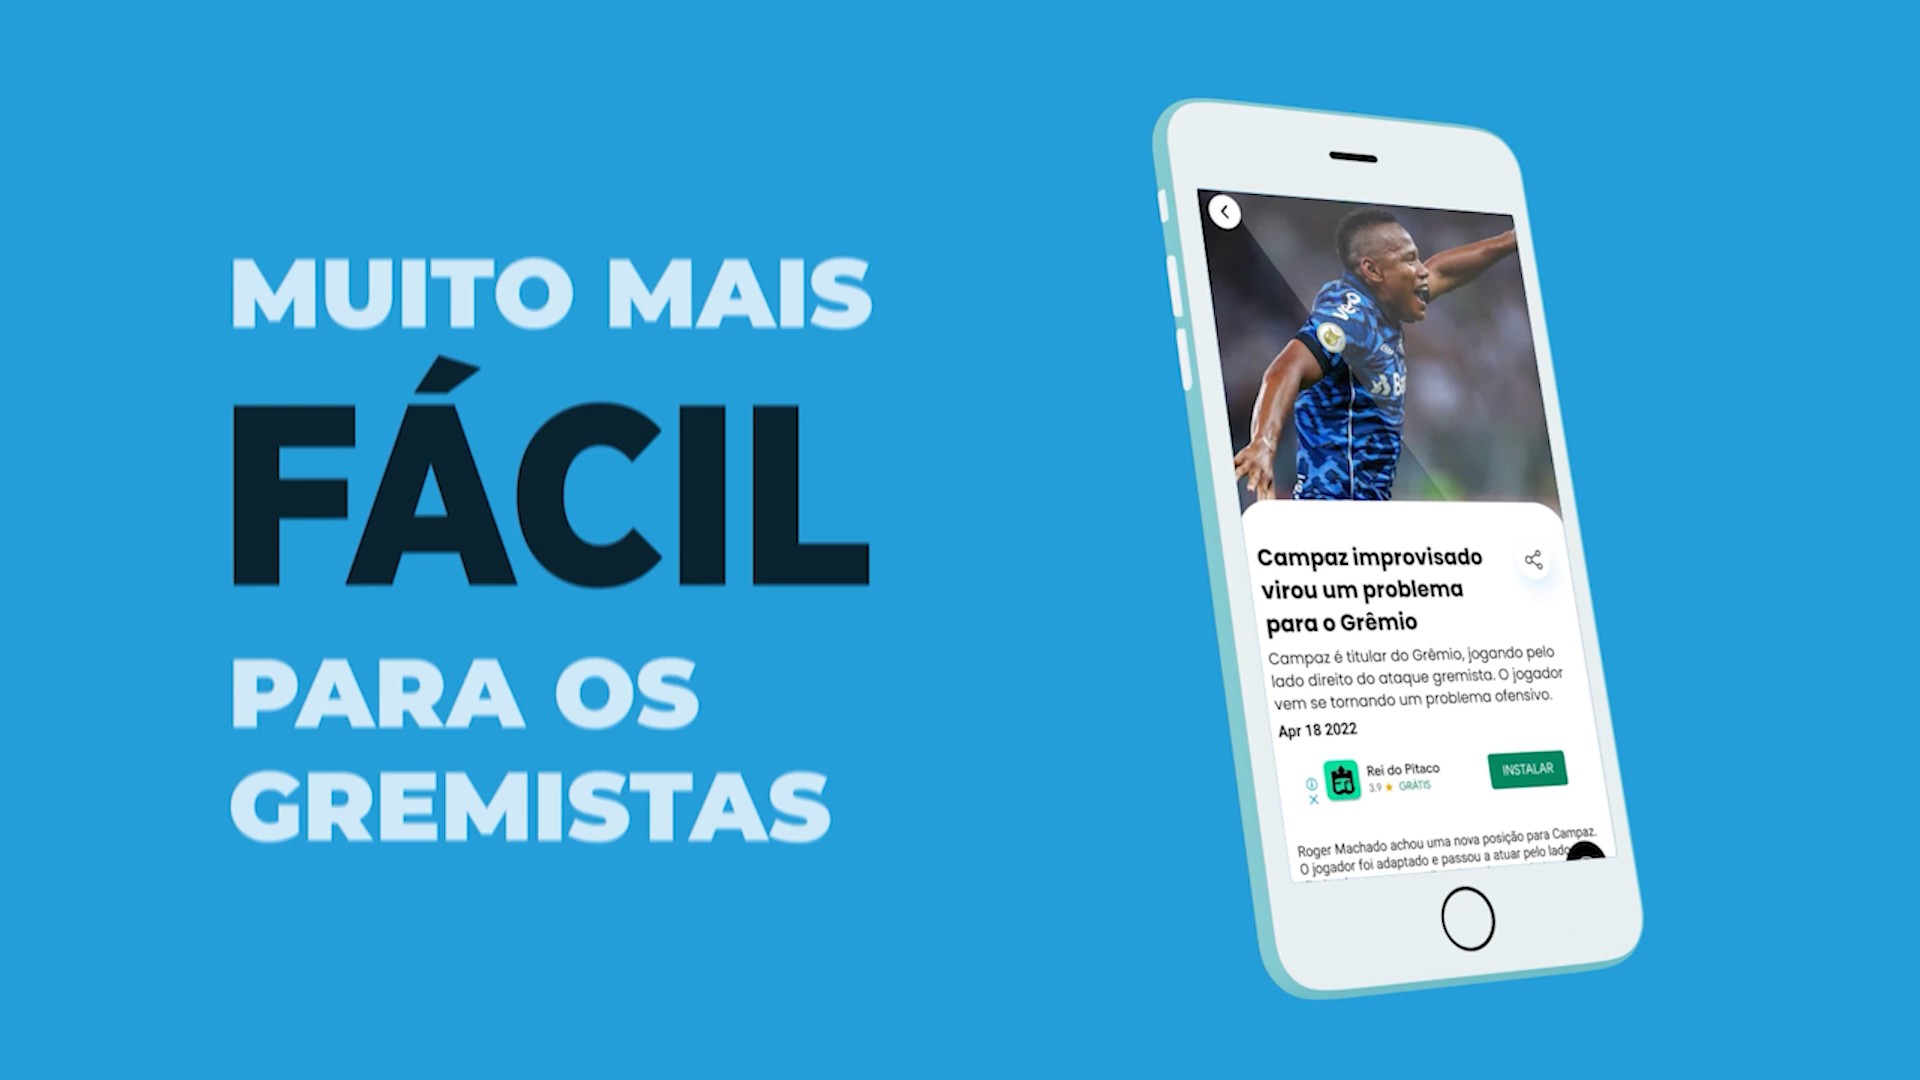 MUITO MAIS
FÁCIL
PARA OS
GREMISTAS
Campaz improvisado
virou um problema
para o Grêmio
Campaz é titular do Grêmio, jogando pelo
lado direito do ataque gremista. O jogador
vem se tornando um problema ofensivo.
Apr 18 2022
Rei do Pitaco
3.9 ★ GRÁTIS
INSTALAR
Roger Machado achou uma nova posição para Campaz.
O jogador foi adaptado e passou a atuar pelo lado